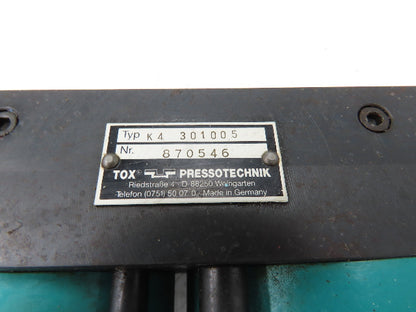 Typ K4 301005
Nr. 870546
TOX® PRESSOTECHNIK
Riedstraße 4 · D-88250 Weingarten
Telefon (0751) 50 07 0 · Made in Germany